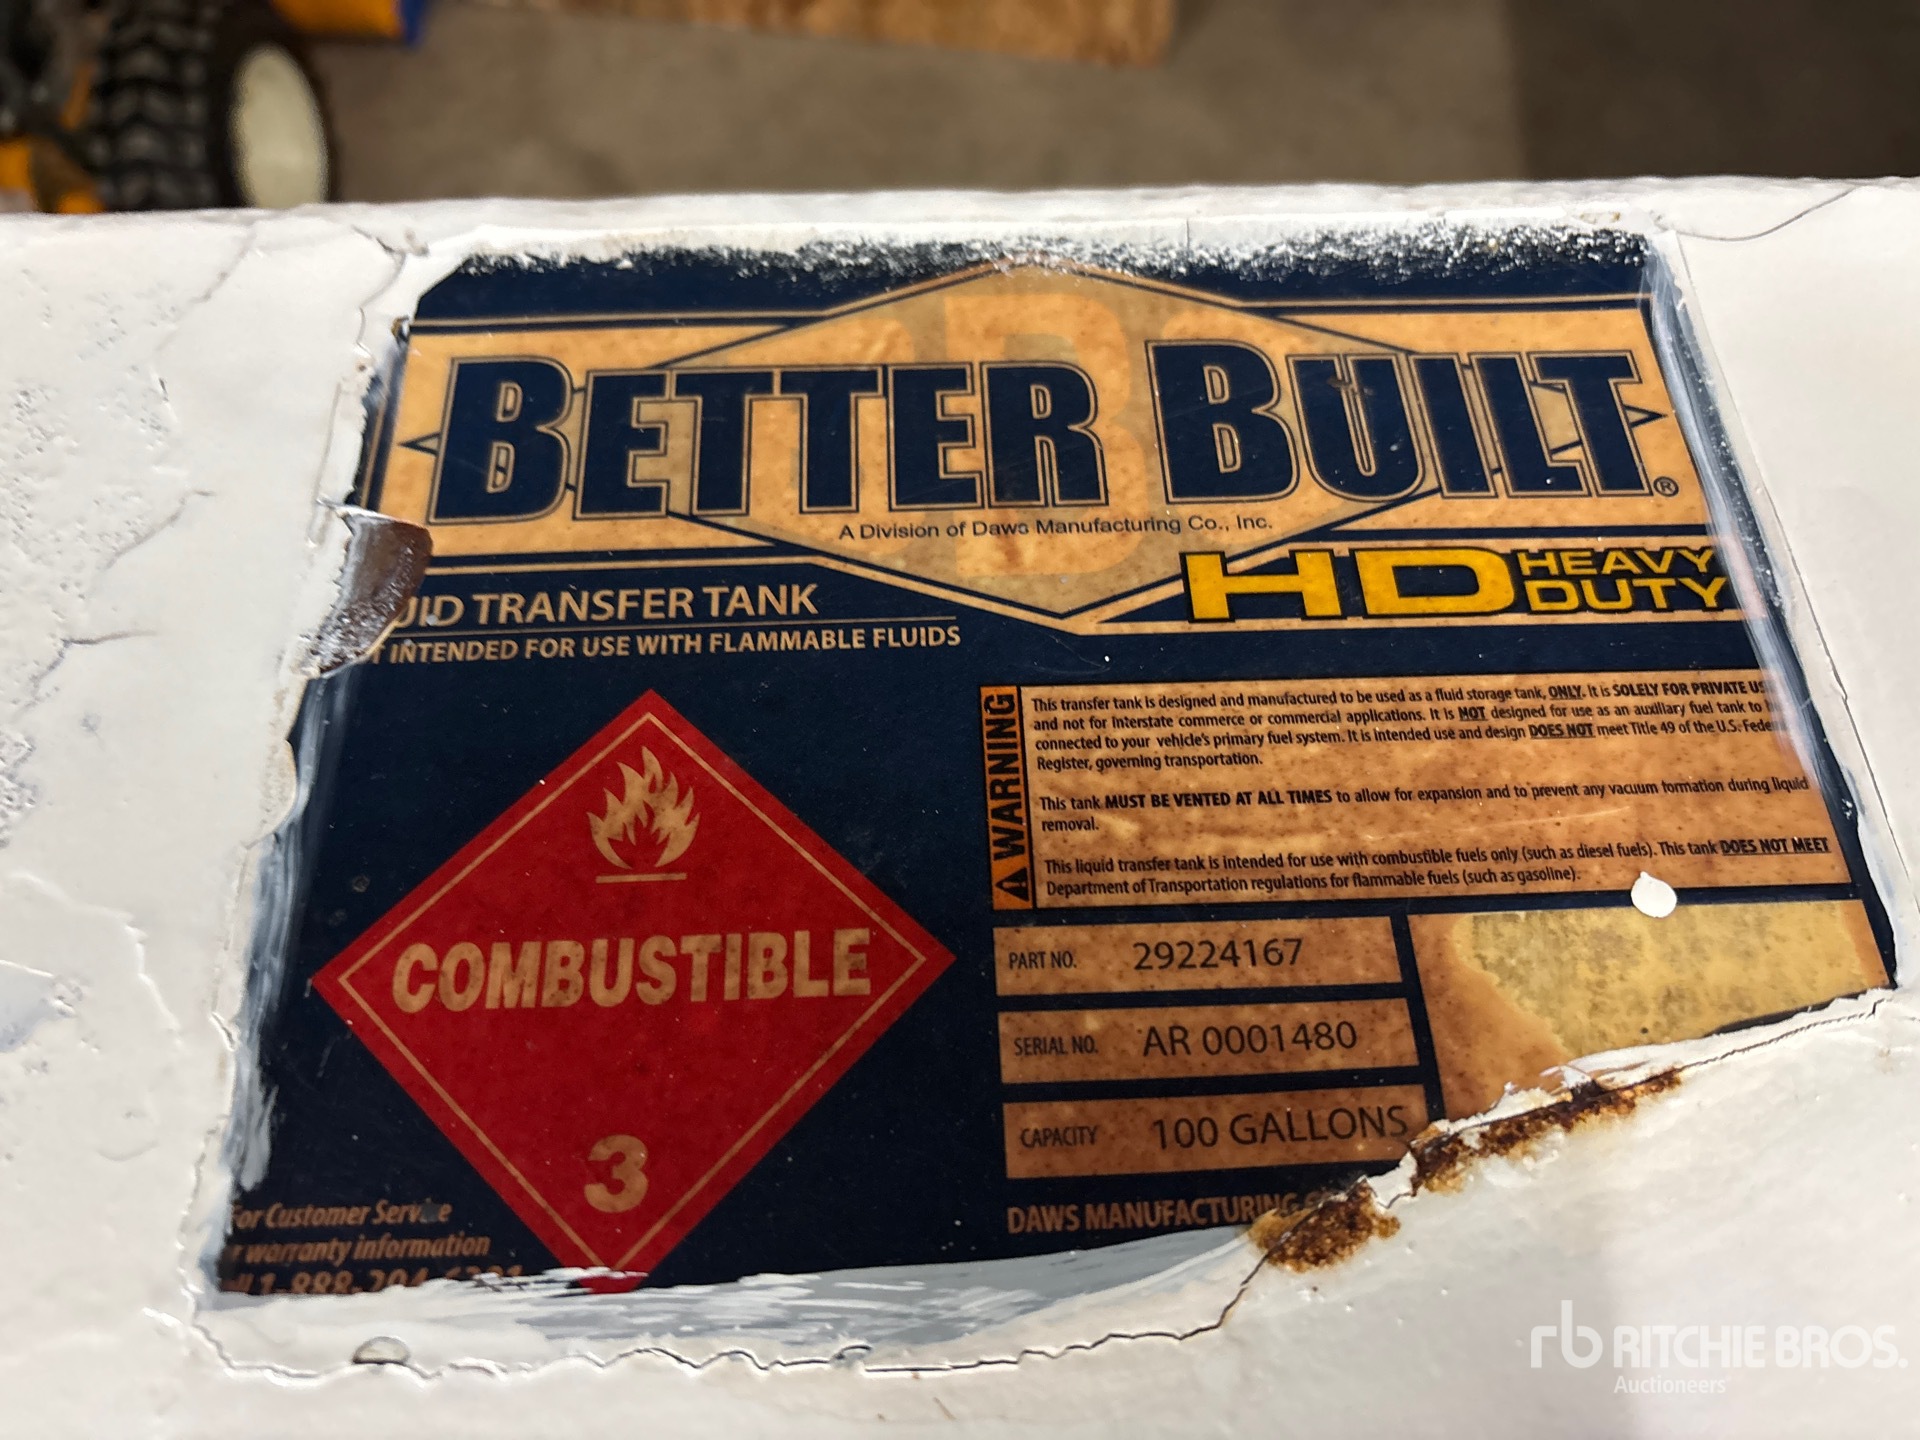 BETTER BUILT®
A Division of Daws Manufacturing Co., Inc.
HD HEAVY DUTY
UID TRANSFER TANK
T INTENDED FOR USE WITH FLAMMABLE FLUIDS
WARNING
This transfer tank is designed and manufactured to be used as a fluid storage tank, ONLY. It is SOLELY FOR PRIVATE US
and not for interstate commerce or commercial applications. It is NOT designed for use as an auxiliary fuel tank to b
connected to your vehicle's primary fuel system. It is intended use and design DOES NOT meet Title 49 of the U.S. Feder
Register, governing transportation.
This tank MUST BE VENTED AT ALL TIMES to allow for expansion and to prevent any vacuum formation during liquid
removal.
This liquid transfer tank is intended for use with combustible fuels only (such as diesel fuels). This tank DOES NOT MEET
Department of Transportation regulations for flammable fuels (such as gasoline).
COMBUSTIBLE
3
PART NO. 29224167
SERIAL NO. AR 0001480
CAPACITY 100 GALLONS
DAWS MANUFACTURING
or Customer Service
r warranty information
ll 1-888-204-6201
rb RITCHIE BROS.
Auctioneers